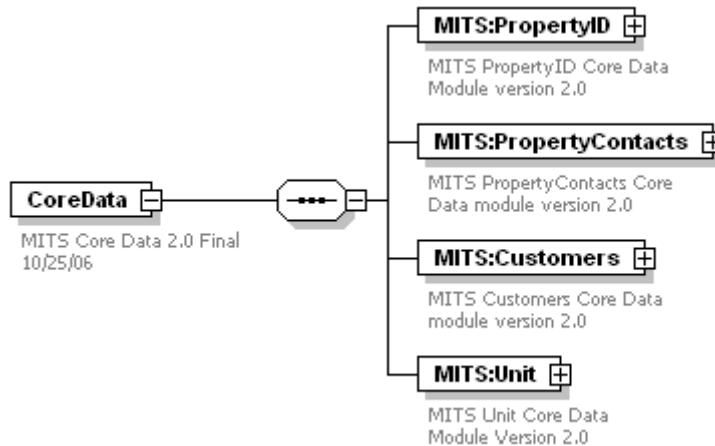 MITS:PropertyID
MITS PropertyID Core Data
Module version 2.0
MITS:PropertyContacts
MITS PropertyContacts Core
Data module version 2.0
CoreData
MITS Core Data 2.0 Final
10/25/06
MITS:Customers
MITS Customers Core Data
module version 2.0
MITS:Unit
MITS Unit Core Data
Module Version 2.0